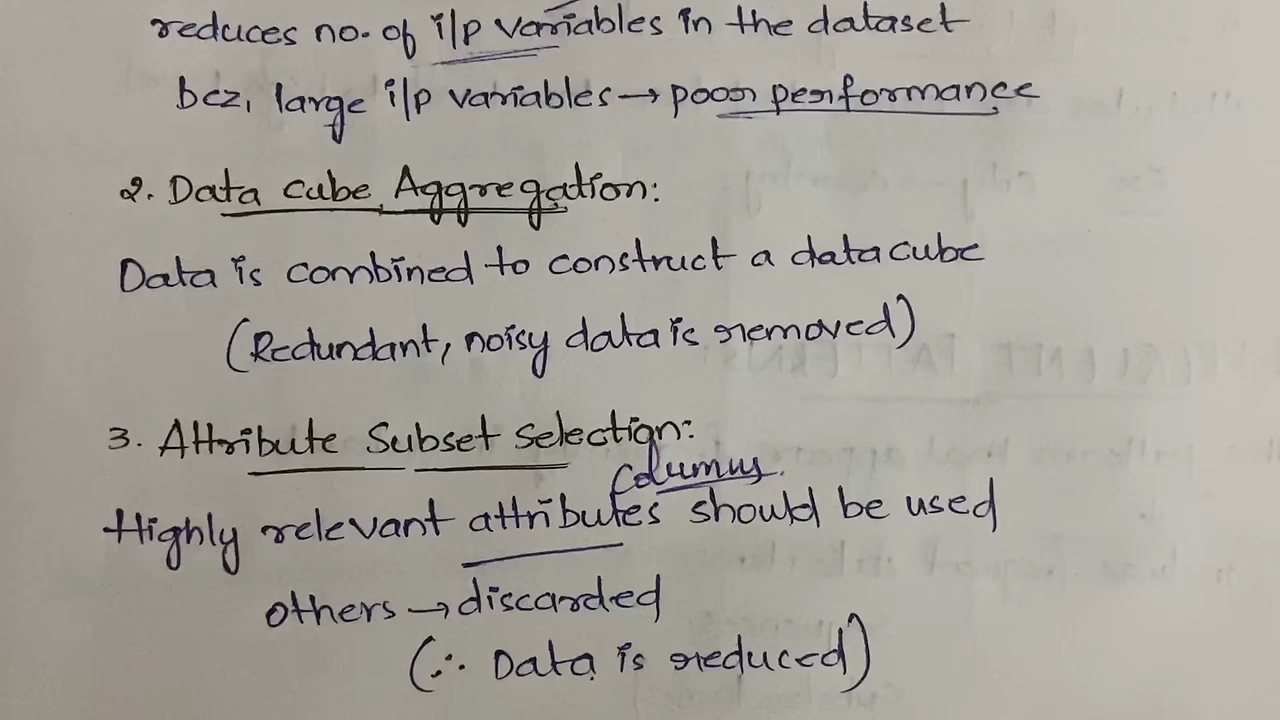 reduces no. of i/p variables in the dataset
bcz, large i/p variables → poor performance
2. Data cube Aggregation:
Data is combined to construct a data cube
(Redundant, noisy data is removed)
3. Attribute Subset Selection:
columns.
Highly relevant attributes should be used
others → discarded
(∴ Data is reduced)